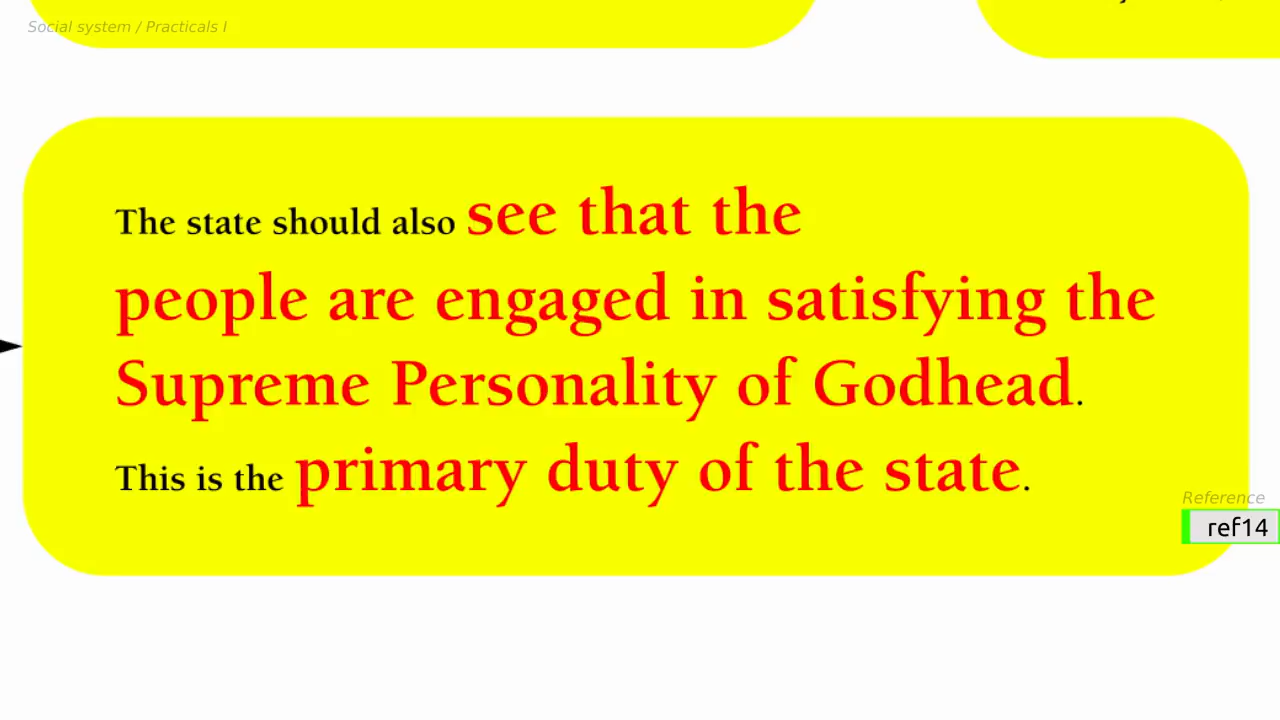 Social system / Practicals I
The state should also see that the
people are engaged in satisfying the
Supreme Personality of Godhead.
This is the primary duty of the state.
Reference
ref14